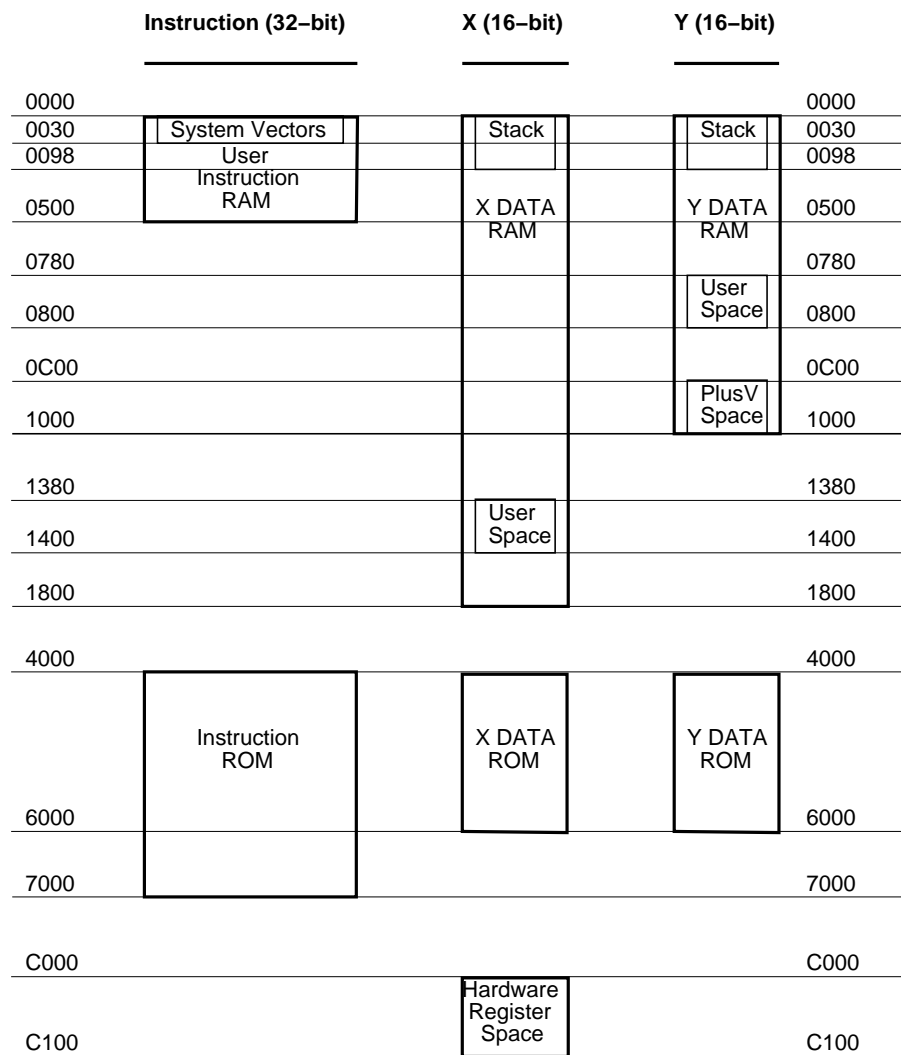 Instruction (32−bit) X (16−bit) Y (16−bit)
0000 0000
0030 System Vectors Stack Stack 0030
0098 User 0098
Instruction
RAM
0500 X DATA Y DATA 0500
RAM RAM
0780 0780
User
0800 Space 0800
0C00 0C00
PlusV
1000 Space 1000
1380 1380
User
1400 Space 1400
1800 1800
4000 4000
Instruction X DATA Y DATA
ROM ROM ROM
6000 6000
7000 7000
C000 C000
Hardware
Register
Space
C100 C100